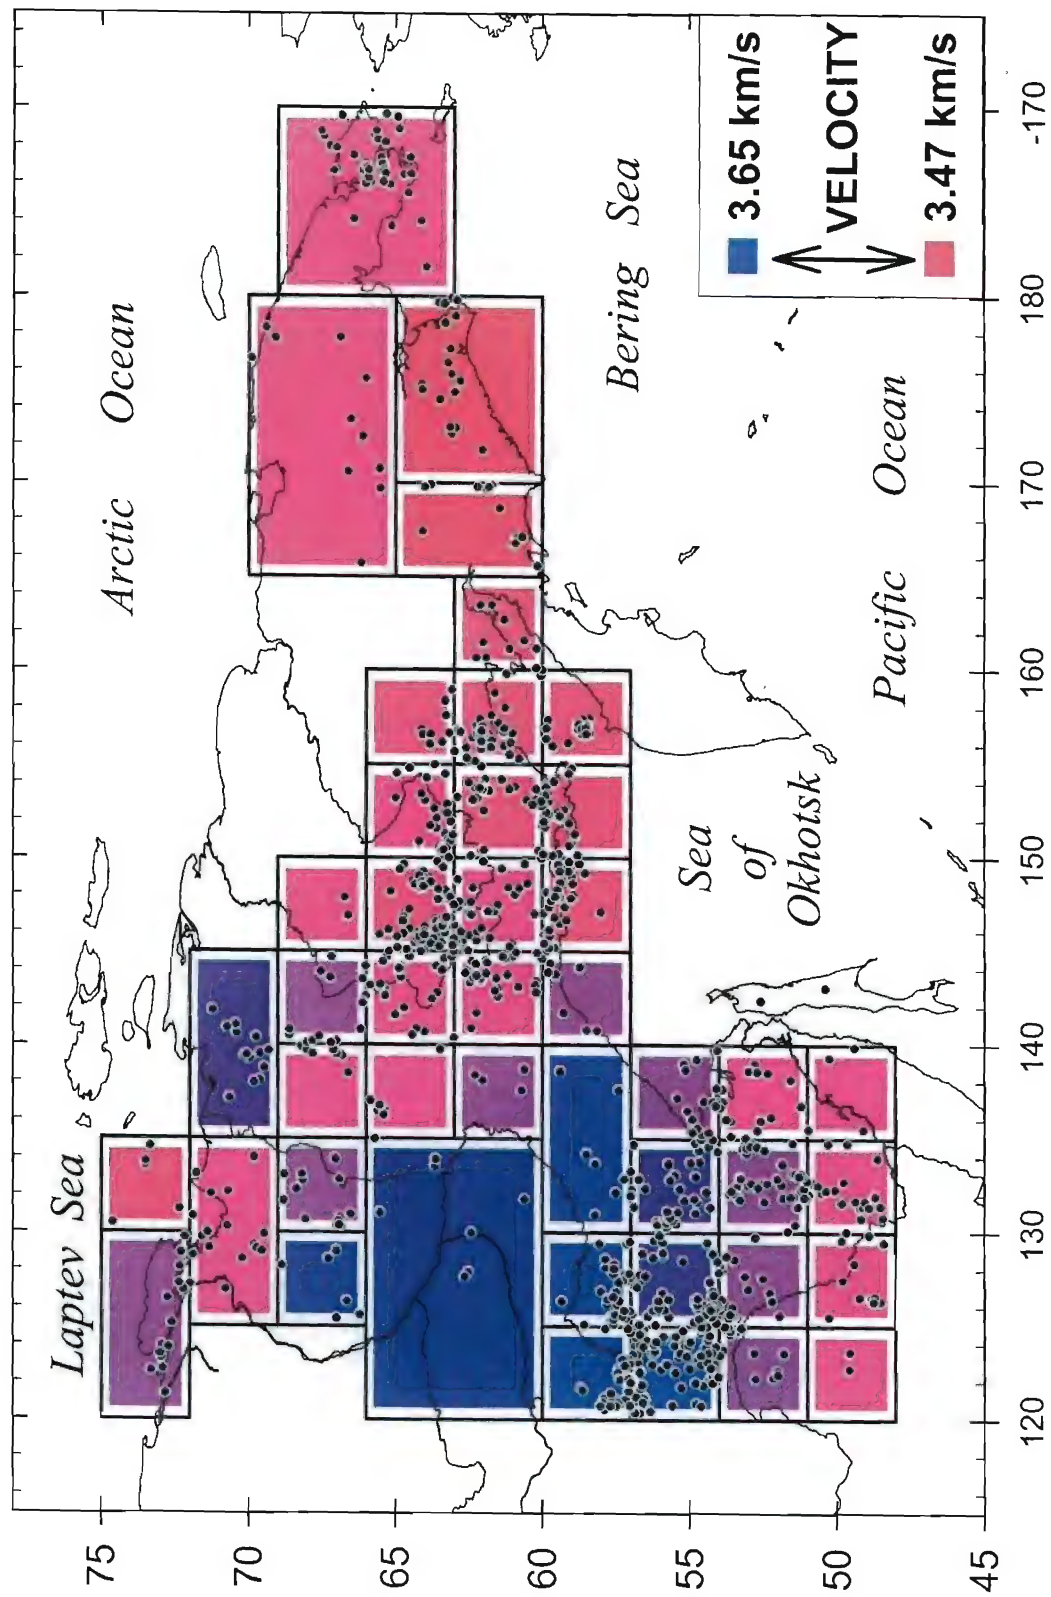 Arctic Ocean
Laptev Sea
Bering Sea
Sea
of
Okhotsk
Pacific Ocean
3.65 km/s
VELOCITY
3.47 km/s
75
70
65
60
55
50
45
120
130
140
150
160
170
180
-170